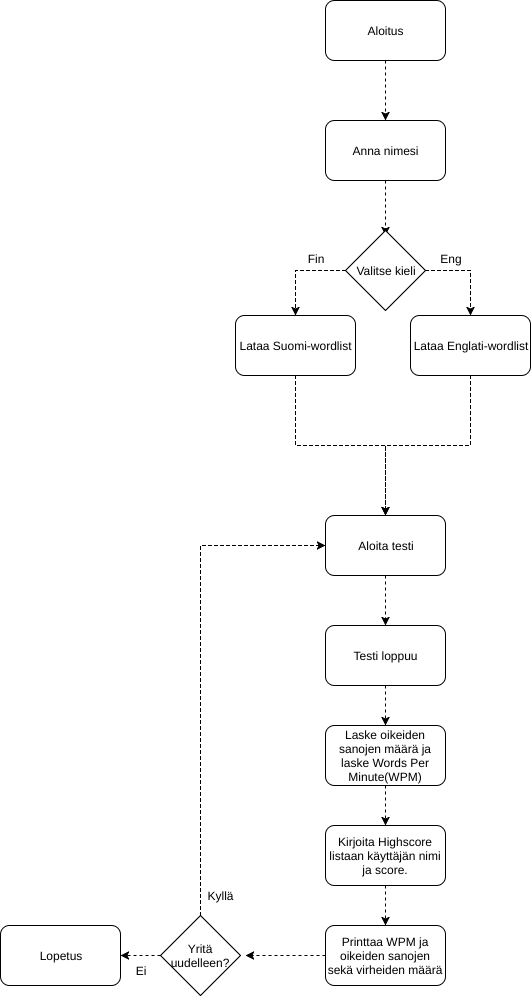 Aloitus
Anna nimesi
Valitse kieli
Fin
Eng
Lataa Suomi-wordlist
Lataa Englati-wordlist
Aloita testi
Testi loppuu
Laske oikeiden
sanojen määrä ja
laske Words Per
Minute(WPM)
Kirjoita Highscore
listaan käyttäjän nimi
ja score.
Printtaa WPM ja
oikeiden sanojen
sekä virheiden määrä
Kyllä
Yritä
uudelleen?
Ei
Lopetus